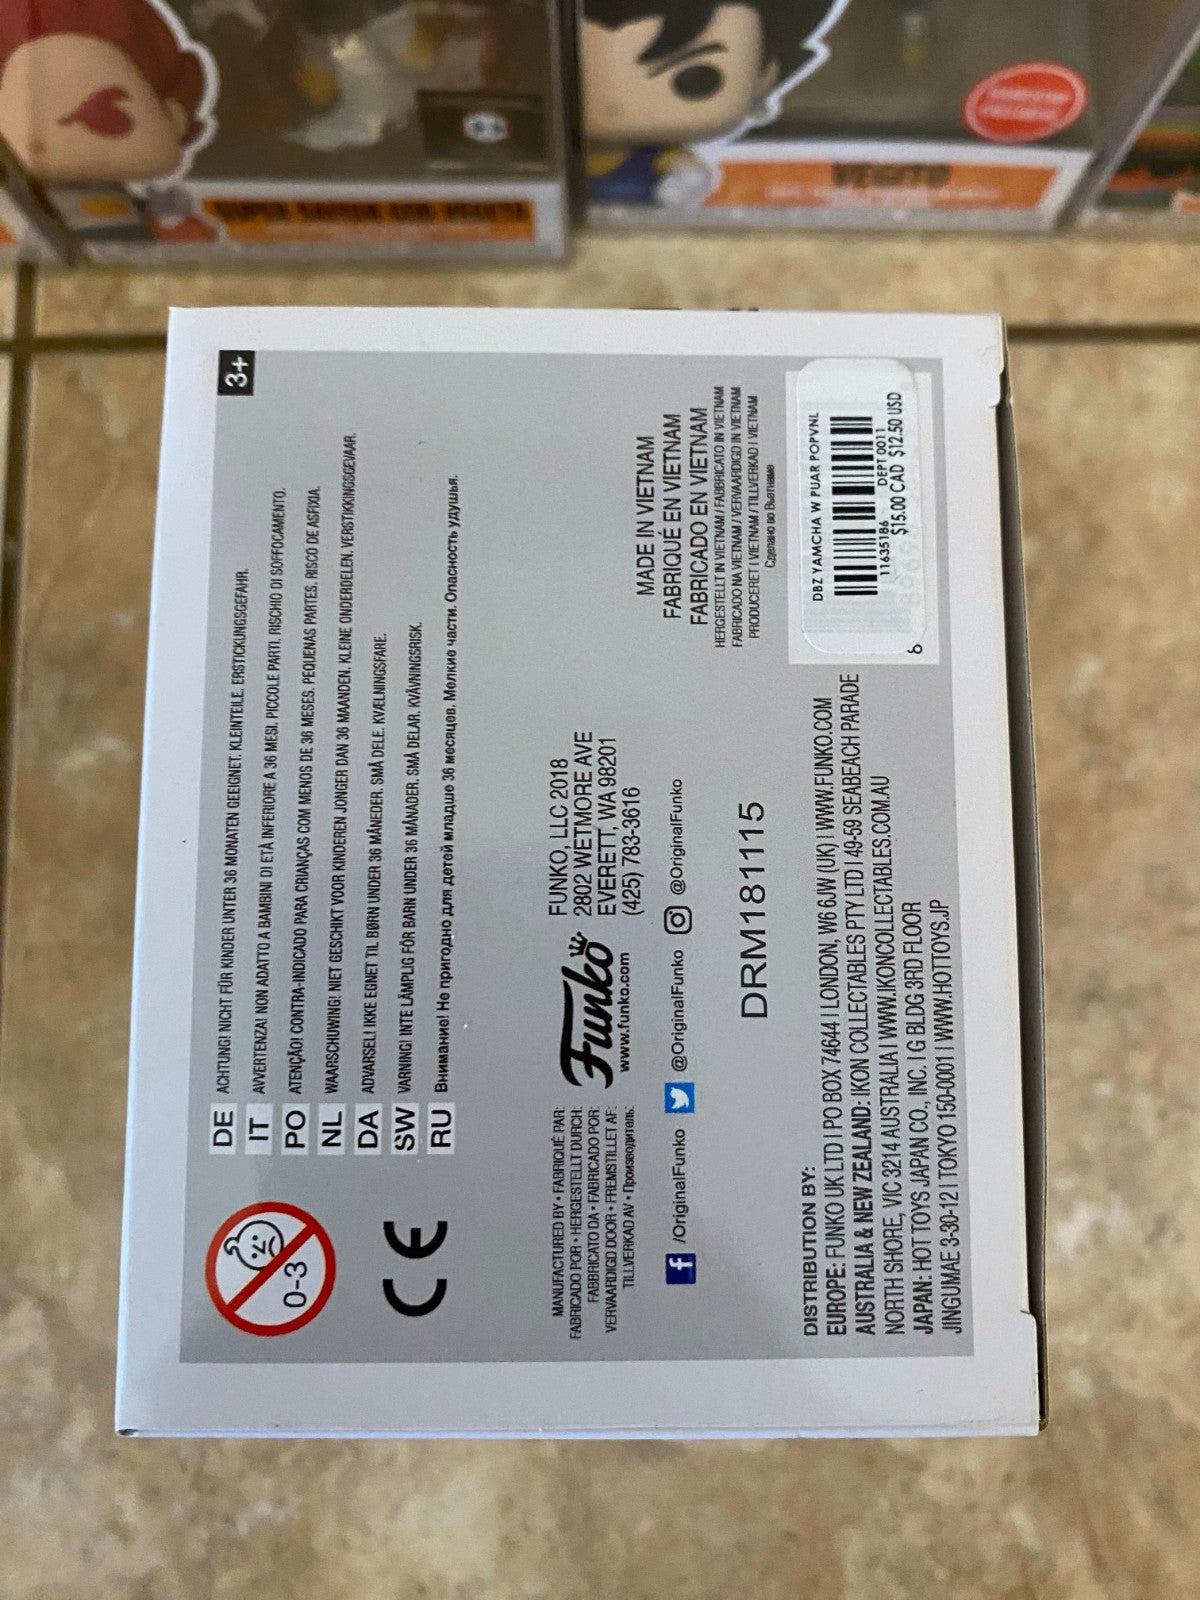 3+
DE ACHTUNG! NICHT FÜR KINDER UNTER 36 MONATEN GEEIGNET. KLEINTEILE. ERSTICKUNGSGEFAHR.
IT AVVERTENZA! NON ADATTO A BAMBINI DI ETÀ INFERIORE A 36 MESI. PICCOLE PARTI. RISCHIO DI SOFFOCAMENTO.
PO ATENÇÃO! CONTRA-INDICADO PARA CRIANÇAS COM MENOS DE 36 MESES. PEQUENAS PARTES. RISCO DE ASFIXIA.
NL WAARSCHUWING! NIET GESCHIKT VOOR KINDEREN JONGER DAN 36 MAANDEN. KLEINE ONDERDELEN. VERSTIKKINGSGEVAAR.
DA ADVARSEL! IKKE EGNET TIL BØRN UNDER 36 MÅNEDER. SMÅ DELE. KVÆLNINGSFARE.
SW VARNING! INTE LÄMPLIG FÖR BARN UNDER 36 MÅNADER. SMÅ DELAR. KVÄVNINGSRISK.
RU Внимание! Не пригодно для детей младше 36 месяцев. Мелкие части. Опасность удушья.
0-3
CE
MANUFACTURED BY • FABRIQUÉ PAR:
FABRICADO POR • HERGESTELLT DURCH:
FABBRICATO DA • FABRICADO POR:
VERVAARDIGD DOOR • FREMSTILLET AF:
TILLVERKAD AV • Производитель:
Funko
www.funko.com
FUNKO, LLC 2018
2802 WETMORE AVE
EVERETT, WA 98201
(425) 783-3616
/OriginalFunko @OriginalFunko @OriginalFunko
MADE IN VIETNAM
FABRIQUÉ EN VIETNAM
FABRICADO EN VIETNAM
HERGESTELLT IN VIETNAM / FABBRICATO IN VIETNAM
FABRICADO NA VIETNAM / VERVAARDIGD IN VIETNAM
PRODUCERET I VIETNAM / TILLVERKAD I VIETNAM
Сделано во Вьетнаме
DRM181115
DISTRIBUTION BY:
EUROPE: FUNKO UK LTD | PO BOX 74644 | LONDON, W6 6JW (UK) | WWW.FUNKO.COM
AUSTRALIA & NEW ZEALAND: IKON COLLECTABLES PTY LTD | 49-59 SEABEACH PARADE
NORTH SHORE, VIC 3214 AUSTRALIA | WWW.IKONCOLLECTABLES.COM.AU
JAPAN: HOT TOYS JAPAN CO., INC. | G BLDG 3RD FLOOR
JINGUMAE 3-30-12 | TOKYO 150-0001 | WWW.HOTTOYS.JP
DBZ YAMCHA W PUAR POPVNL
11635186 DEPT 0011
$15.00 CAD $12.50 USD
6
SUPER SAIYAN GOD VEGETA
VEGITO